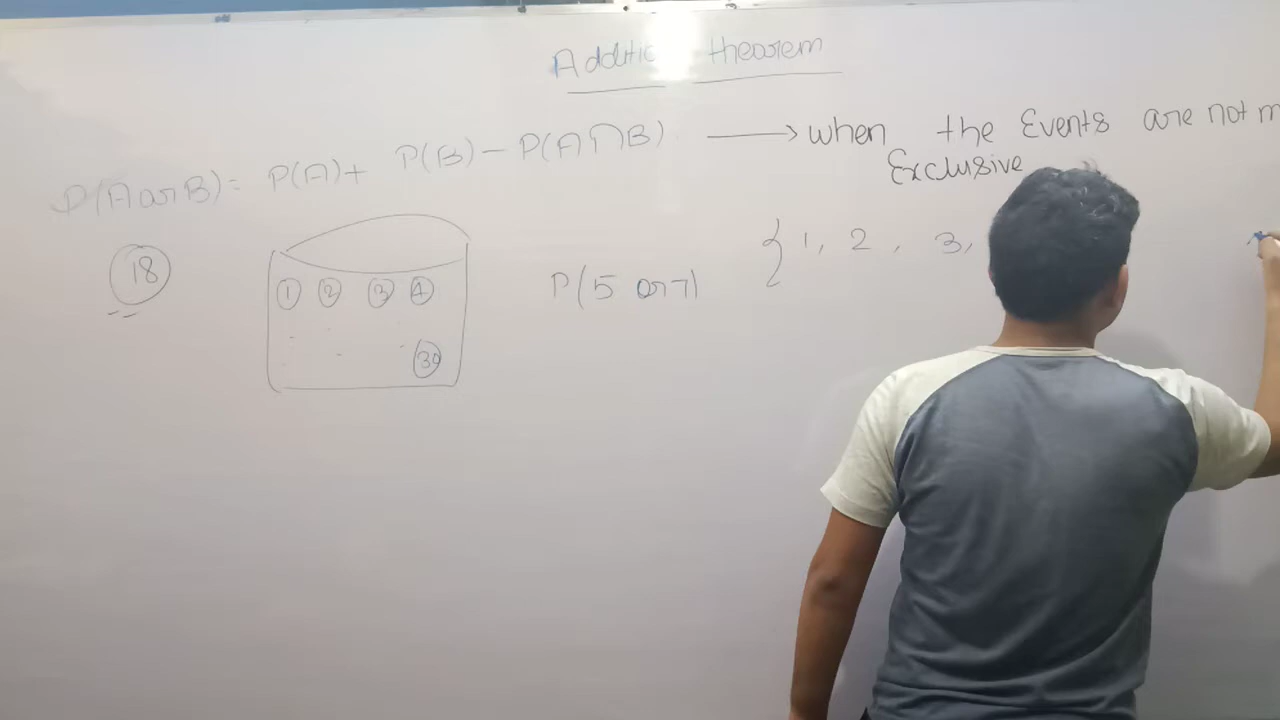 Additio theorem
P(A or B) = P(A) + P(B) - P(A∩B) → when the Events are not m
Exclusive
18
{ 1, 2, 3,
P(5 or 7)
1 2 3 4
30